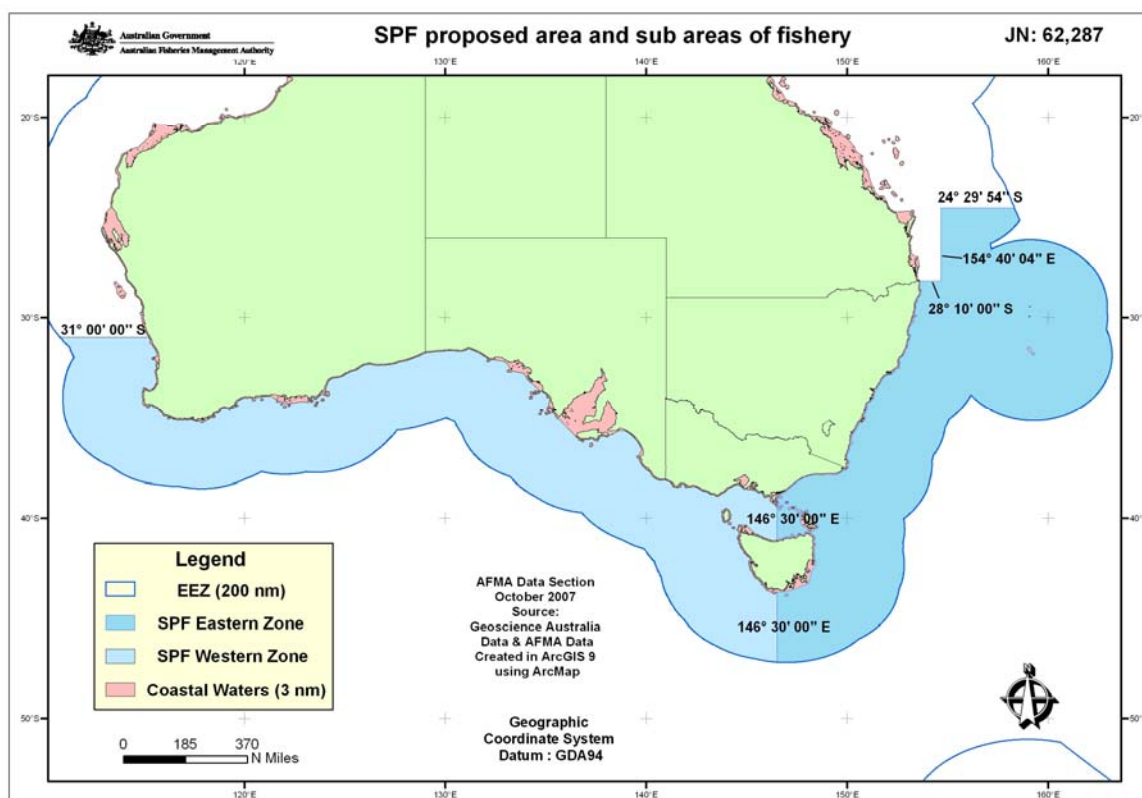 Australian Government
Australian Fisheries Management Authority
SPF proposed area and sub areas of fishery
JN: 62,287
120°E
130°E
140°E
150°E
160°E
20°S
20°S
24° 29' 54" S
154° 40' 04" E
28° 10' 00" S
30°S
30°S
31° 00' 00" S
40°S
40°S
146° 30' 00" E
146° 30' 00" E
Legend
EEZ (200 nm)
SPF Eastern Zone
SPF Western Zone
Coastal Waters (3 nm)
AFMA Data Section
October 2007
Source:
Geoscience Australia
Data & AFMA Data
Created in ArcGIS 9
using ArcMap
Geographic
Coordinate System
Datum : GDA94
50°S
50°S
0 185 370
N Miles
120°E
130°E
140°E
150°E
160°E